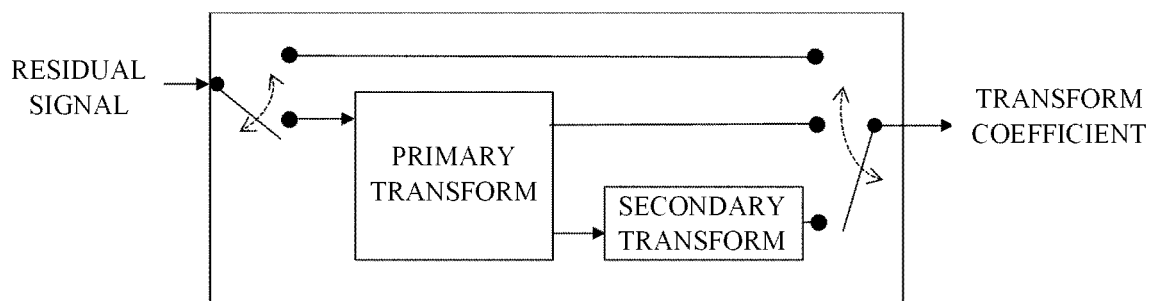 RESIDUAL
SIGNAL
PRIMARY
TRANSFORM
SECONDARY
TRANSFORM
TRANSFORM
COEFFICIENT